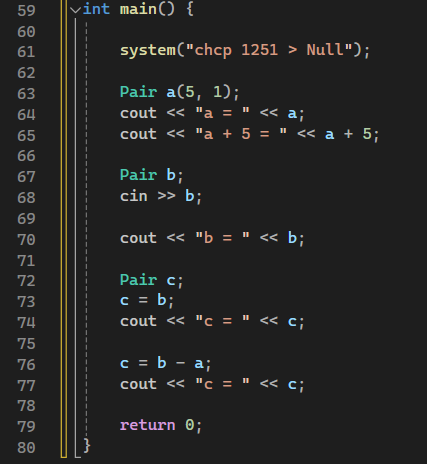 59 int main() {
60
61 system("chcp 1251 > Null");
62
63 Pair a(5, 1);
64 cout << "a = " << a;
65 cout << "a + 5 = " << a + 5;
66
67 Pair b;
68 cin >> b;
69
70 cout << "b = " << b;
71
72 Pair c;
73 c = b;
74 cout << "c = " << c;
75
76 c = b - a;
77 cout << "c = " << c;
78
79 return 0;
80 }